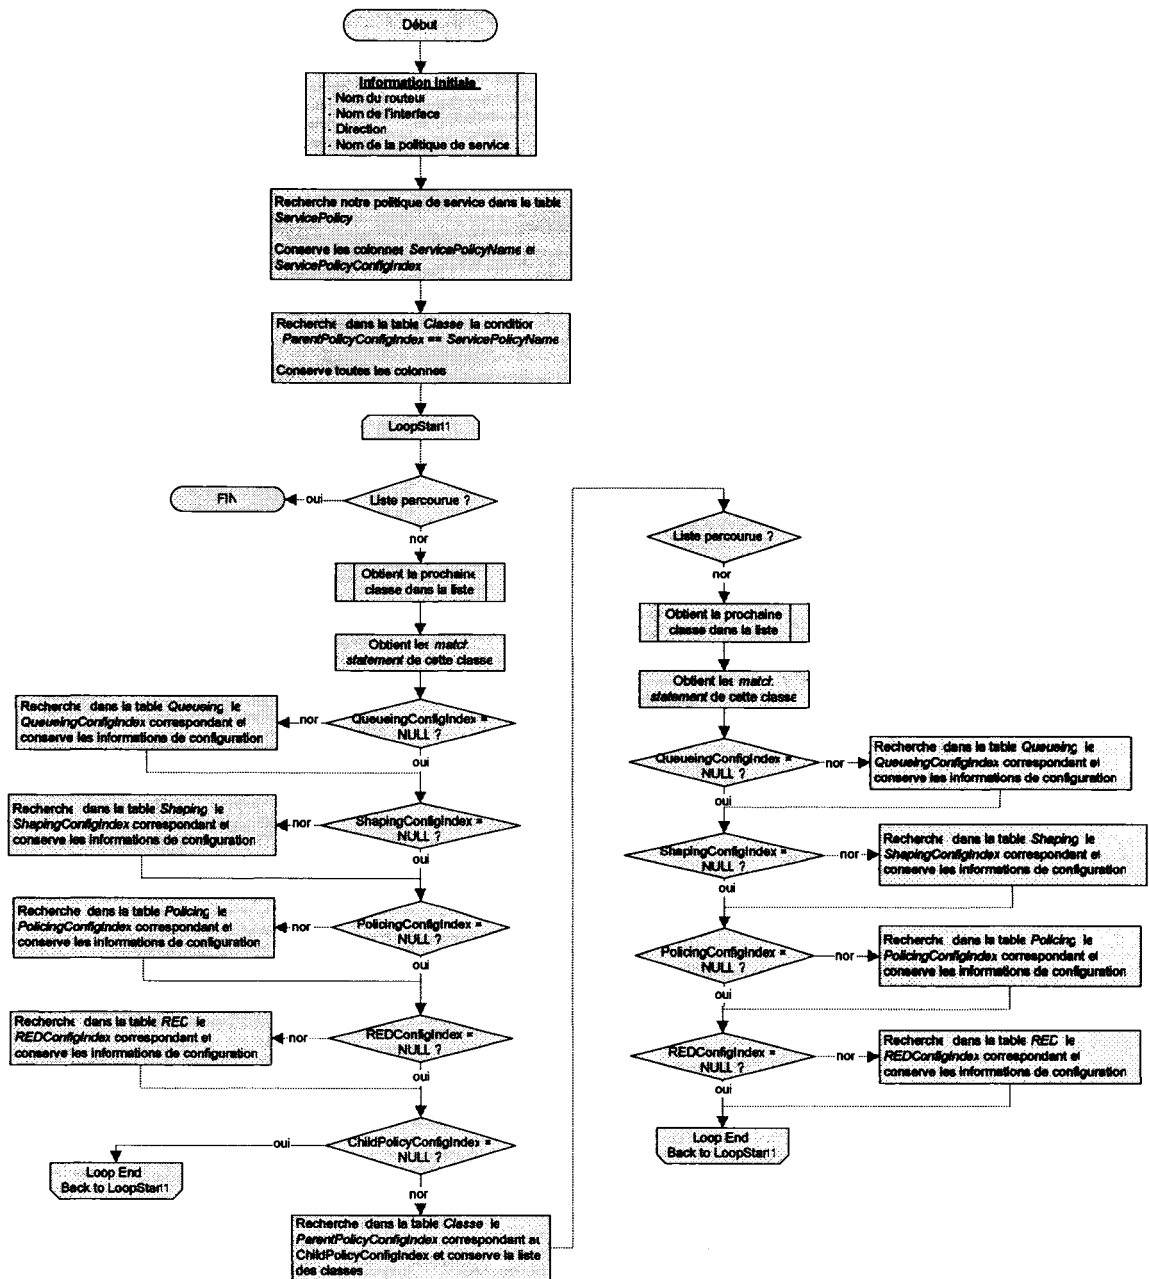 Début
Information initiale
- Nom du routeur
- Nom de l'interface
- Direction
- Nom de la politique de service
Recherche notre politique de service dans la table
ServicePolicy
Conserve les colonnes ServicePolicyName et
ServicePolicyConfigIndex
Recherche dans la table Classe la condition
ParentPolicyConfigIndex == ServicePolicyName
Conserve toutes les colonnes
LoopStart1
Liste parcourue ?
oui
FIN
non
Obtient la prochaine
classe dans la liste
Obtient les match
statement de cette classe
QueueingConfigIndex =
NULL ?
non
Recherche dans la table Queueing le
QueueingConfigIndex correspondant et
conserve les informations de configuration
oui
ShapingConfigIndex =
NULL ?
non
Recherche dans la table Shaping le
ShapingConfigIndex correspondant et
conserve les informations de configuration
oui
PolicingConfigIndex =
NULL ?
non
Recherche dans la table Policing le
PolicingConfigIndex correspondant et
conserve les informations de configuration
oui
REDConfigIndex =
NULL ?
non
Recherche dans la table RED le
REDConfigIndex correspondant et
conserve les informations de configuration
oui
ChildPolicyConfigIndex =
NULL ?
oui
Loop End
Back to LoopStart1
non
Recherche dans la table Classe le
ParentPolicyConfigIndex correspondant au
ChildPolicyConfigIndex et conserve la liste
des classes
Liste parcourue ?
non
Obtient la prochaine
classe dans la liste
Obtient les match
statement de cette classe
QueueingConfigIndex =
NULL ?
non
Recherche dans la table Queueing le
QueueingConfigIndex correspondant et
conserve les informations de configuration
oui
ShapingConfigIndex =
NULL ?
non
Recherche dans la table Shaping le
ShapingConfigIndex correspondant et
conserve les informations de configuration
oui
PolicingConfigIndex =
NULL ?
non
Recherche dans la table Policing le
PolicingConfigIndex correspondant et
conserve les informations de configuration
oui
REDConfigIndex =
NULL ?
non
Recherche dans la table RED le
REDConfigIndex correspondant et
conserve les informations de configuration
oui
Loop End
Back to LoopStart1